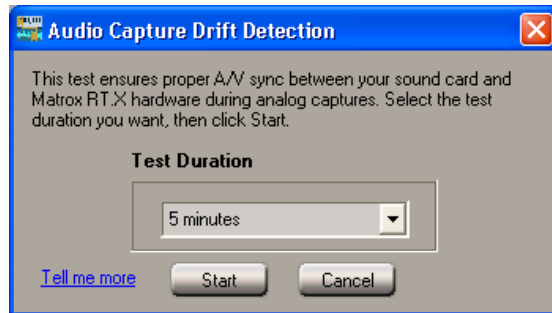 Audio Capture Drift Detection
This test ensures proper A/V sync between your sound card and
Matrox RT.X hardware during analog captures. Select the test
duration you want, then click Start.
Test Duration
5 minutes
Tell me more
Start
Cancel